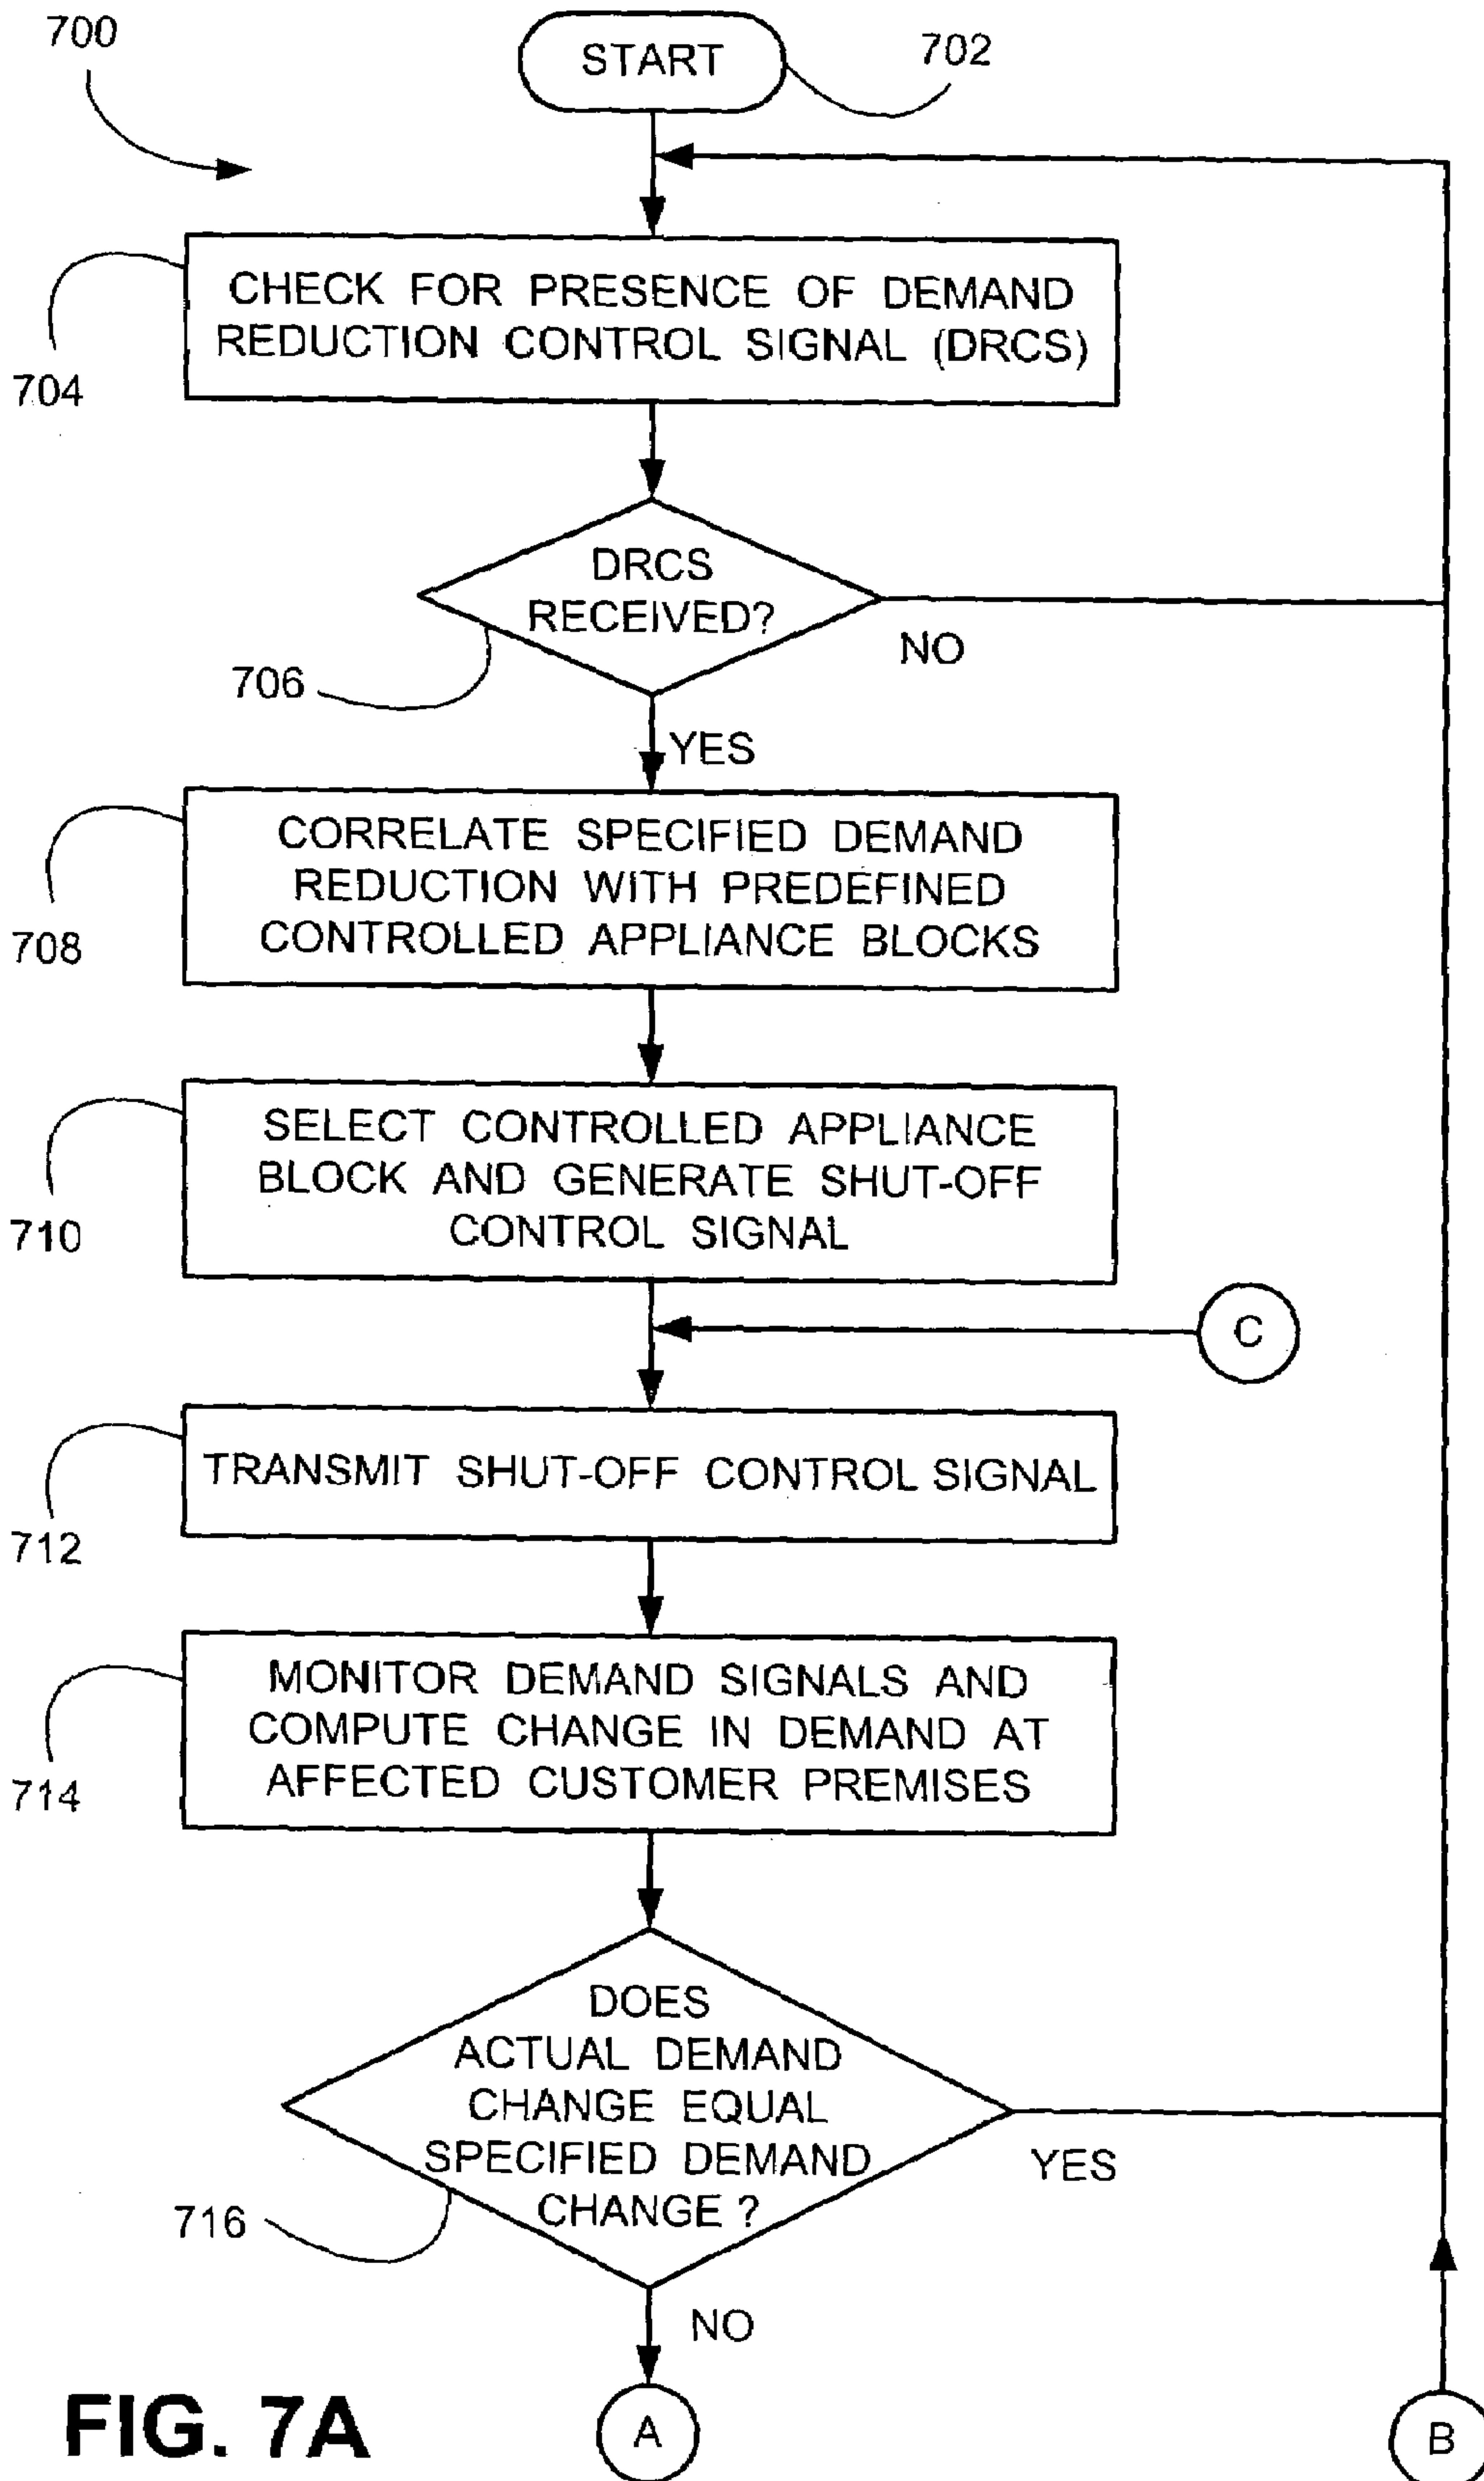 700
START
702
CHECK FOR PRESENCE OF DEMAND
REDUCTION CONTROL SIGNAL (DRCS)
704
DRCS
RECEIVED?
NO
706
YES
CORRELATE SPECIFIED DEMAND
REDUCTION WITH PREDEFINED
CONTROLLED APPLIANCE BLOCKS
708
SELECT CONTROLLED APPLIANCE
BLOCK AND GENERATE SHUT-OFF
CONTROL SIGNAL
710
C
TRANSMIT SHUT-OFF CONTROL SIGNAL
712
MONITOR DEMAND SIGNALS AND
COMPUTE CHANGE IN DEMAND AT
AFFECTED CUSTOMER PREMISES
714
DOES
ACTUAL DEMAND
CHANGE EQUAL
SPECIFIED DEMAND
CHANGE ?
YES
716
NO
FIG. 7A
A
B